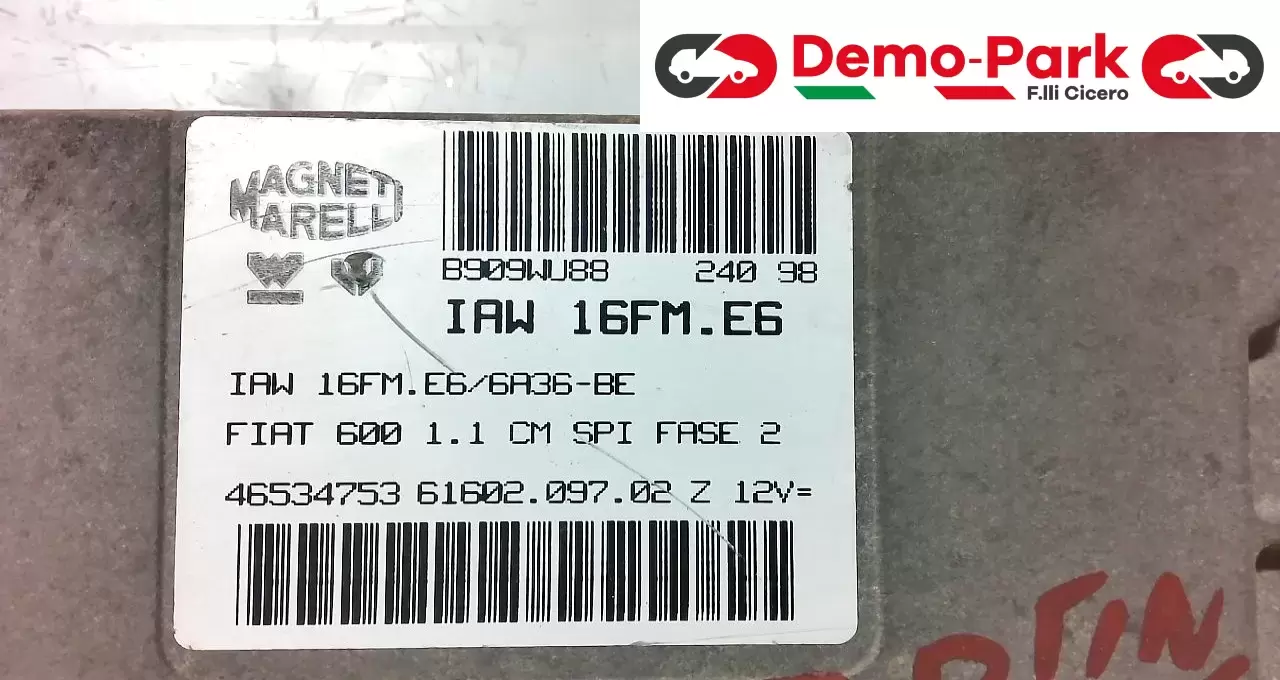 Demo-Park
F.lli Cicero
MAGNETI
MARELLI
B909WU88 240 98
IAW 16FM.E6
IAW 16FM.E6/6A36-BE
FIAT 600 1.1 CM SPI FASE 2
46534753 61602.097.02 Z 12V=
TIN